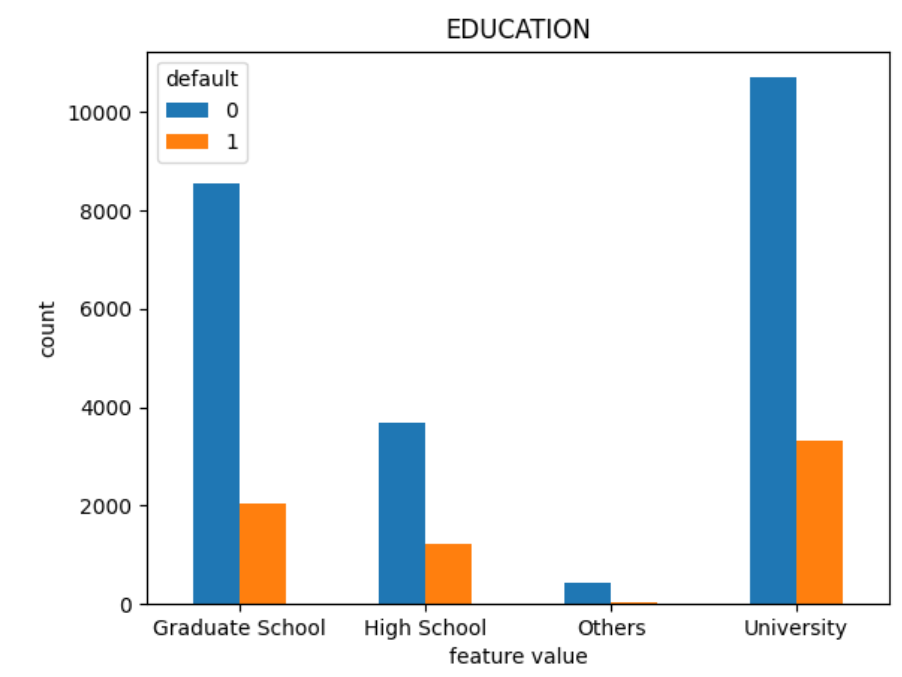 EDUCATION
default
0
1
10000
8000
6000
4000
2000
0
count
Graduate School High School Others University
feature value